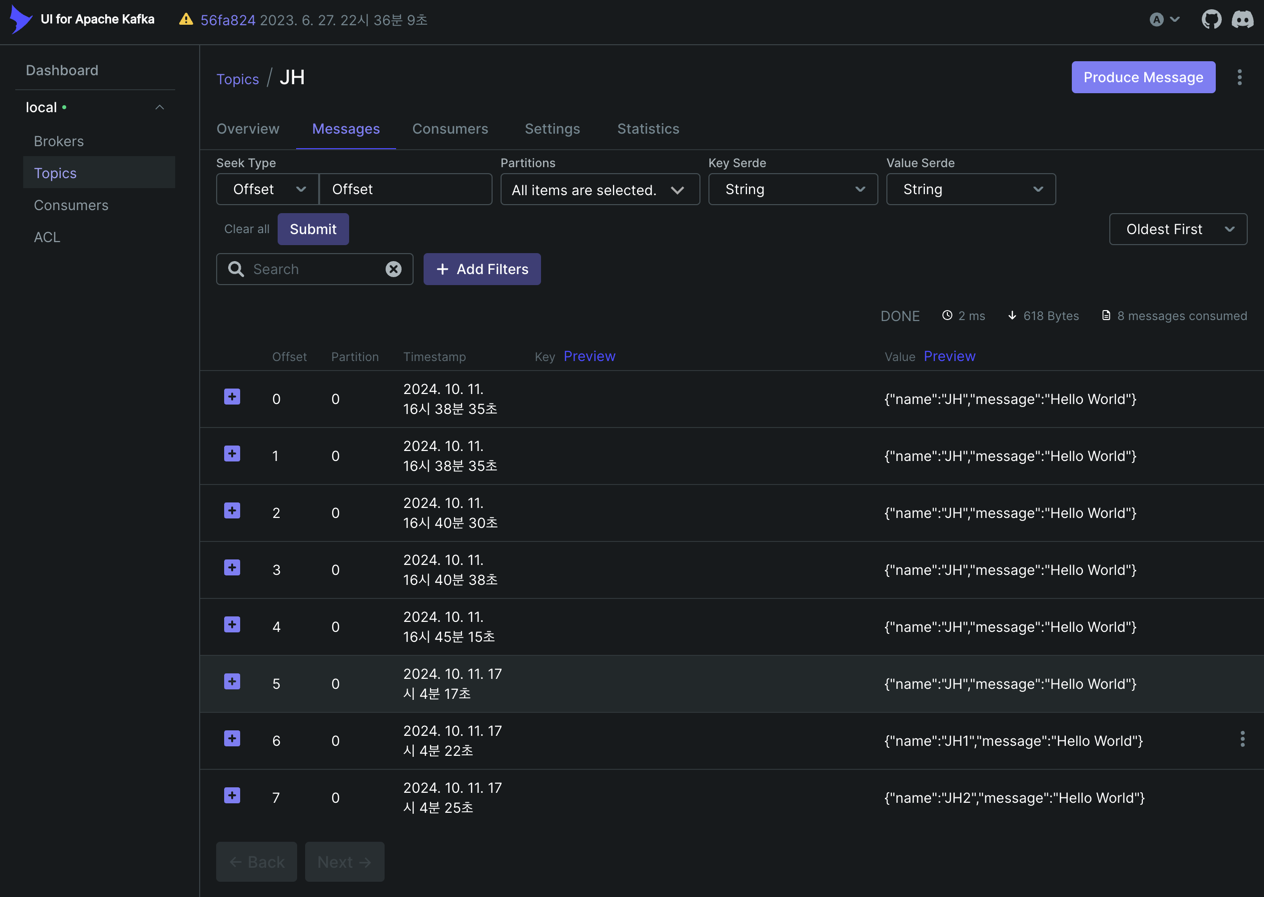 UI for Apache Kafka
56fa824 2023. 6. 27. 22시 36분 9초
A
Dashboard
local
Brokers
Topics
Consumers
ACL
Topics / JH
Produce Message
Overview Messages Consumers Settings Statistics
Seek Type Partitions Key Serde Value Serde
Offset Offset All items are selected. String String
Clear all Submit Oldest First
Search + Add Filters
DONE 2 ms 618 Bytes 8 messages consumed
Offset Partition Timestamp Key Preview Value Preview
0 0 2024. 10. 11. 
16시 38분 35초 {"name":"JH","message":"Hello World"}
1 0 2024. 10. 11. 
16시 38분 35초 {"name":"JH","message":"Hello World"}
2 0 2024. 10. 11. 
16시 40분 30초 {"name":"JH","message":"Hello World"}
3 0 2024. 10. 11. 
16시 40분 38초 {"name":"JH","message":"Hello World"}
4 0 2024. 10. 11. 
16시 45분 15초 {"name":"JH","message":"Hello World"}
5 0 2024. 10. 11. 17
시 4분 17초 {"name":"JH","message":"Hello World"}
6 0 2024. 10. 11. 17
시 4분 22초 {"name":"JH1","message":"Hello World"}
7 0 2024. 10. 11. 17
시 4분 25초 {"name":"JH2","message":"Hello World"}
← Back Next →